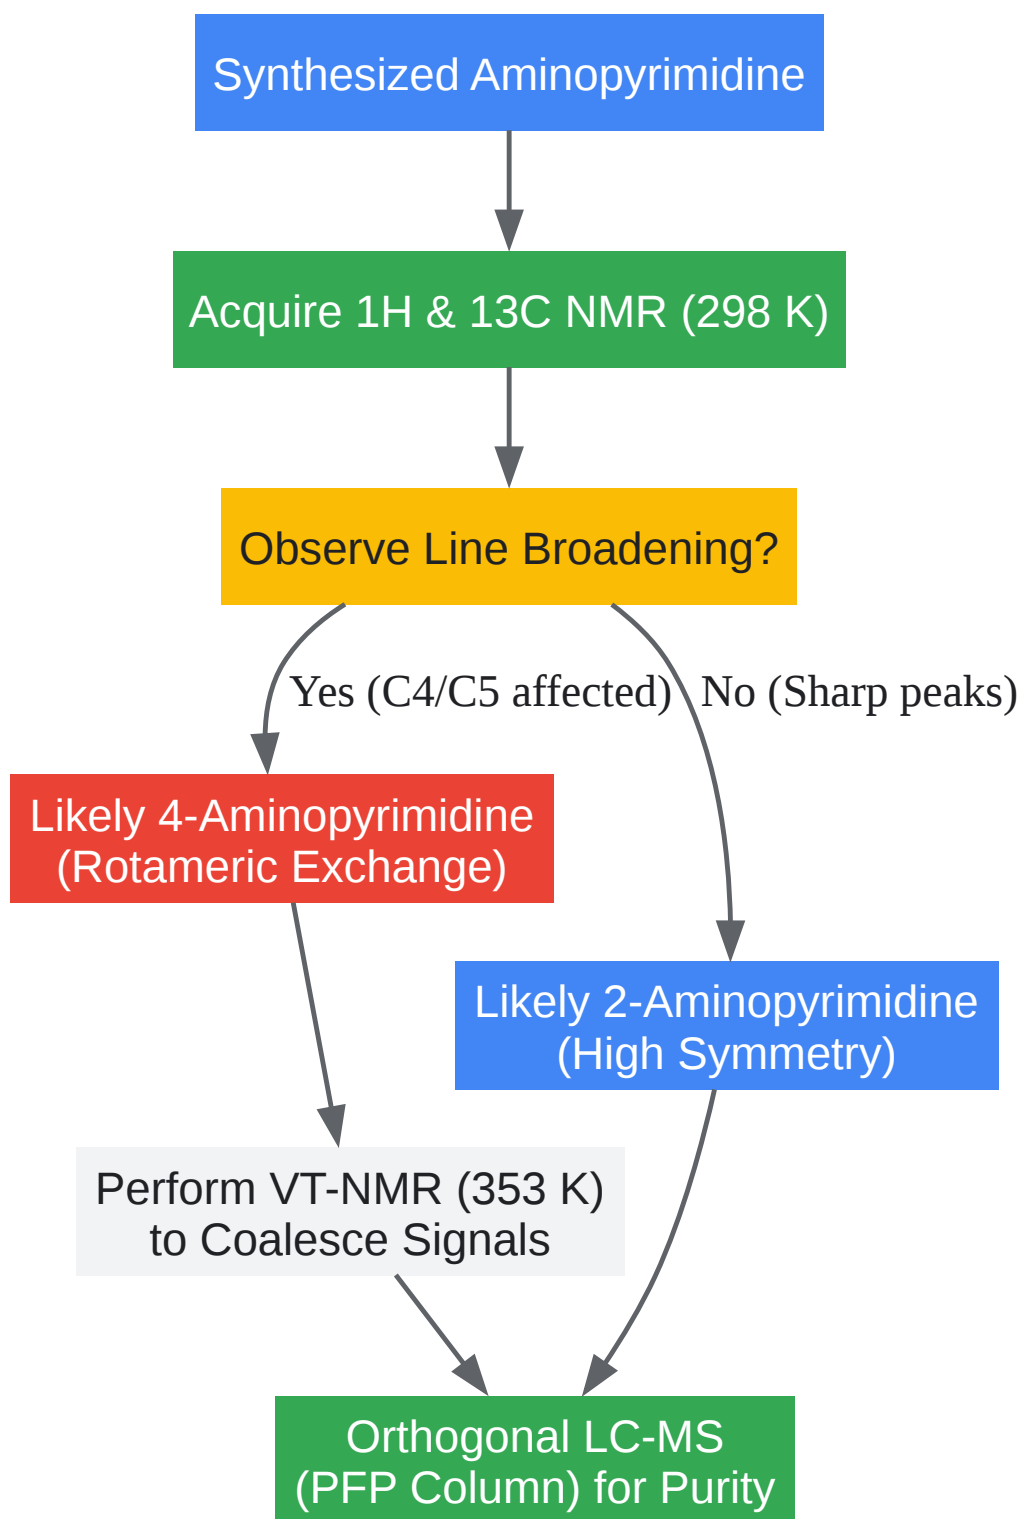 Synthesized Aminopyrimidine
Acquire 1H & 13C NMR (298 K)
Observe Line Broadening?
Yes (C4/C5 affected)
No (Sharp peaks)
Likely 4-Aminopyrimidine
(Rotameric Exchange)
Likely 2-Aminopyrimidine
(High Symmetry)
Perform VT-NMR (353 K)
to Coalesce Signals
Orthogonal LC-MS
(PFP Column) for Purity